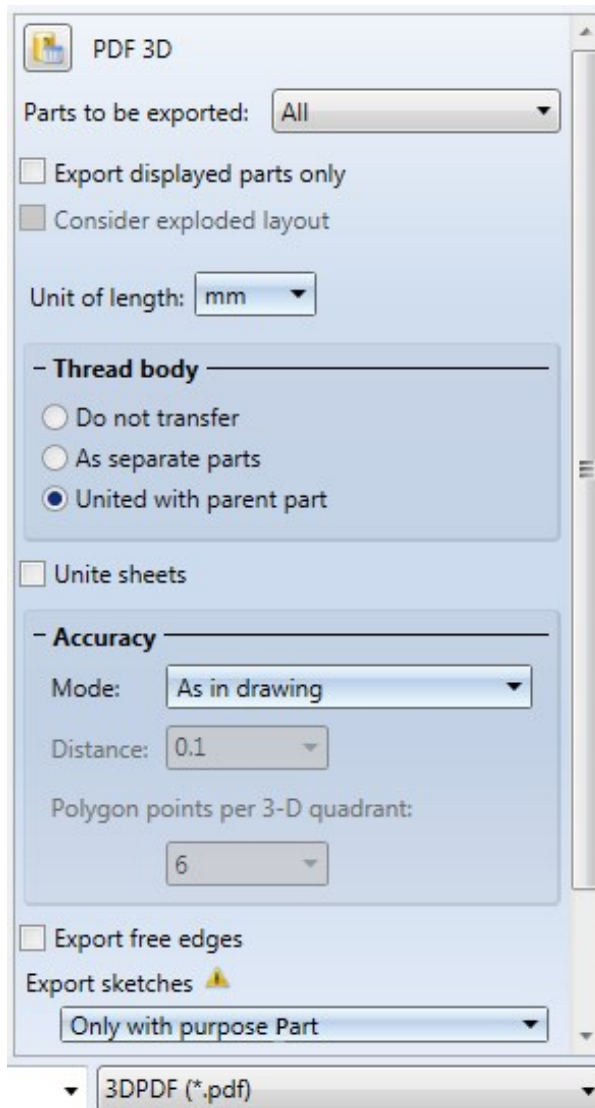 PDF 3D
Parts to be exported: All
Export displayed parts only
Consider exploded layout
Unit of length: mm
Thread body
Do not transfer
As separate parts
United with parent part
Unite sheets
Accuracy
Mode: As in drawing
Distance: 0.1
Polygon points per 3-D quadrant:
6
Export free edges
Export sketches
Only with purpose Part
3DPDF (*.pdf)